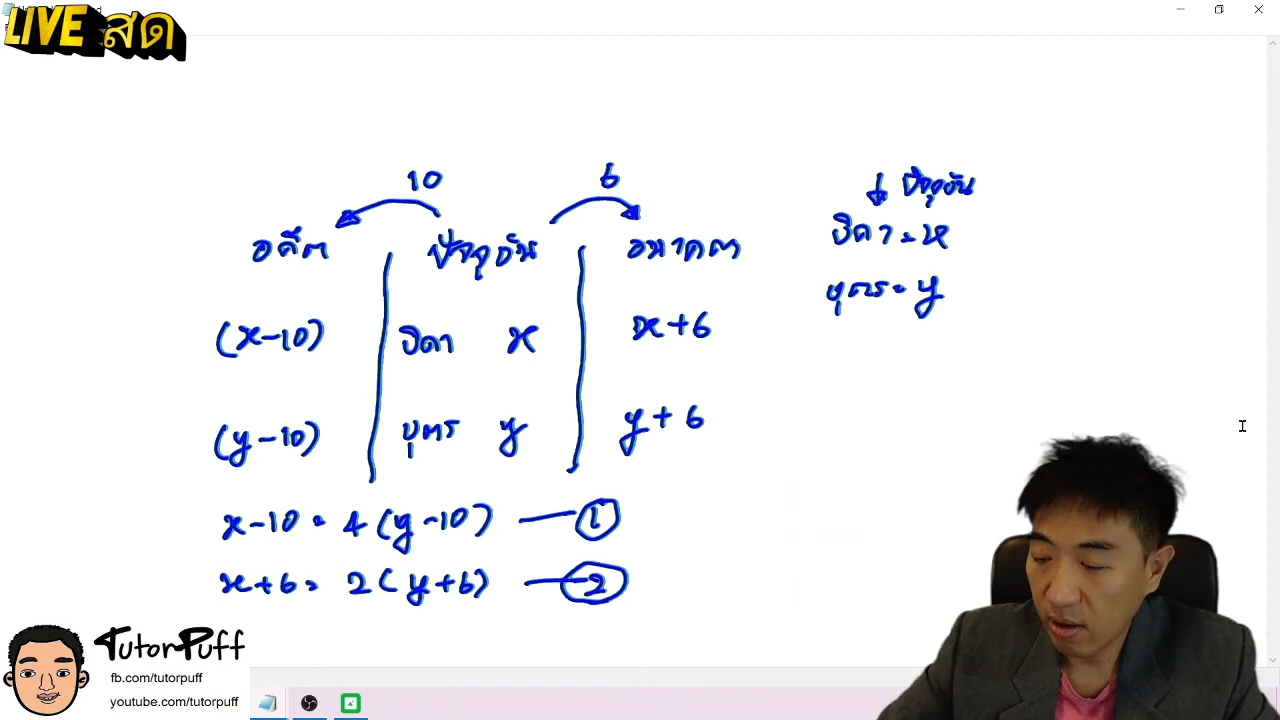 LIVE สด
10 6
อดีต ปัจจุบัน อนาคต
↓ ปัจจุบัน
บิดา = x
บุตร = y
(x-10) บิดา x x+6
(y-10) บุตร y y+6
x-10 = 4(y-10) — 1
x+6 = 2(y+6) — 2
TutorPuff
fb.com/tutorpuff
youtube.com/tutorpuff